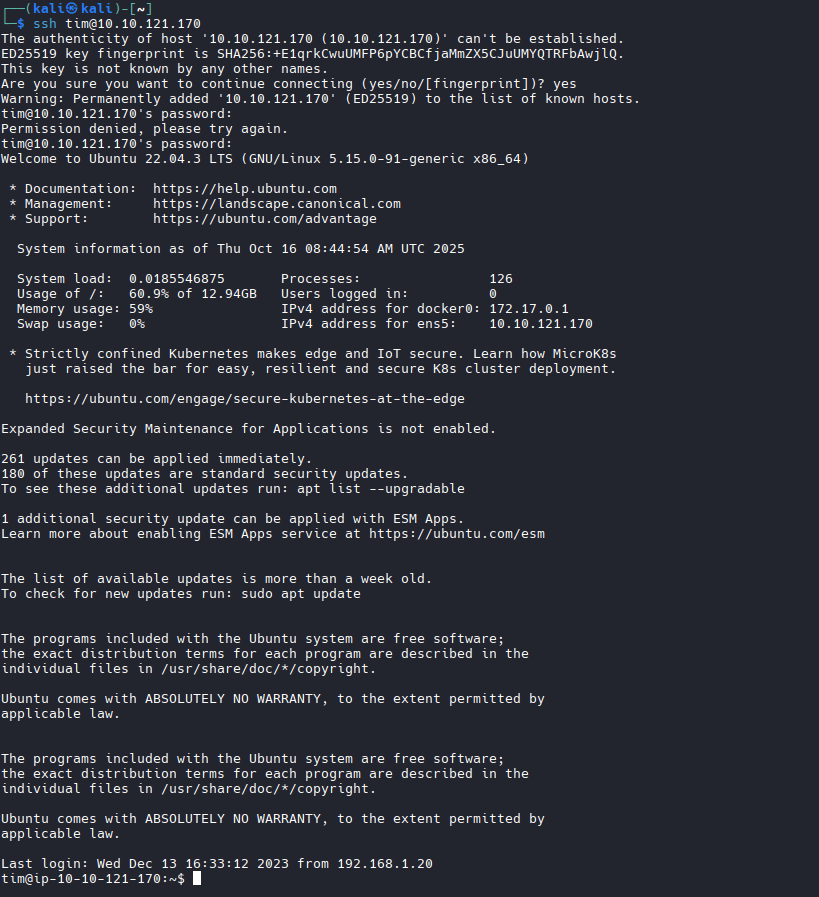 ┌──(kali㉿kali)-[~]
└─$ ssh tim@10.10.121.170
The authenticity of host '10.10.121.170 (10.10.121.170)' can't be established.
ED25519 key fingerprint is SHA256:+E1qrkCwuUMFP6pYCBCfjaMmZX5CJuUMYQTRFbAwjlQ.
This key is not known by any other names.
Are you sure you want to continue connecting (yes/no/[fingerprint])? yes
Warning: Permanently added '10.10.121.170' (ED25519) to the list of known hosts.
tim@10.10.121.170's password:
Permission denied, please try again.
tim@10.10.121.170's password:
Welcome to Ubuntu 22.04.3 LTS (GNU/Linux 5.15.0-91-generic x86_64)
* Documentation:  https://help.ubuntu.com
* Management:     https://landscape.canonical.com
* Support:        https://ubuntu.com/advantage
System information as of Thu Oct 16 08:44:54 AM UTC 2025
System load:  0.0185546875       Processes:                126
Usage of /:   60.9% of 12.94GB   Users logged in:          0
Memory usage: 59%                IPv4 address for docker0: 172.17.0.1
Swap usage:   0%                 IPv4 address for ens5:    10.10.121.170
* Strictly confined Kubernetes makes edge and IoT secure. Learn how MicroK8s
just raised the bar for easy, resilient and secure K8s cluster deployment.
https://ubuntu.com/engage/secure-kubernetes-at-the-edge
Expanded Security Maintenance for Applications is not enabled.
261 updates can be applied immediately.
180 of these updates are standard security updates.
To see these additional updates run: apt list --upgradable
1 additional security update can be applied with ESM Apps.
Learn more about enabling ESM Apps service at https://ubuntu.com/esm
The list of available updates is more than a week old.
To check for new updates run: sudo apt update
The programs included with the Ubuntu system are free software;
the exact distribution terms for each program are described in the
individual files in /usr/share/doc/*/copyright.
Ubuntu comes with ABSOLUTELY NO WARRANTY, to the extent permitted by
applicable law.
The programs included with the Ubuntu system are free software;
the exact distribution terms for each program are described in the
individual files in /usr/share/doc/*/copyright.
Ubuntu comes with ABSOLUTELY NO WARRANTY, to the extent permitted by
applicable law.
Last login: Wed Dec 13 16:33:12 2023 from 192.168.1.20
tim@ip-10-10-121-170:~$